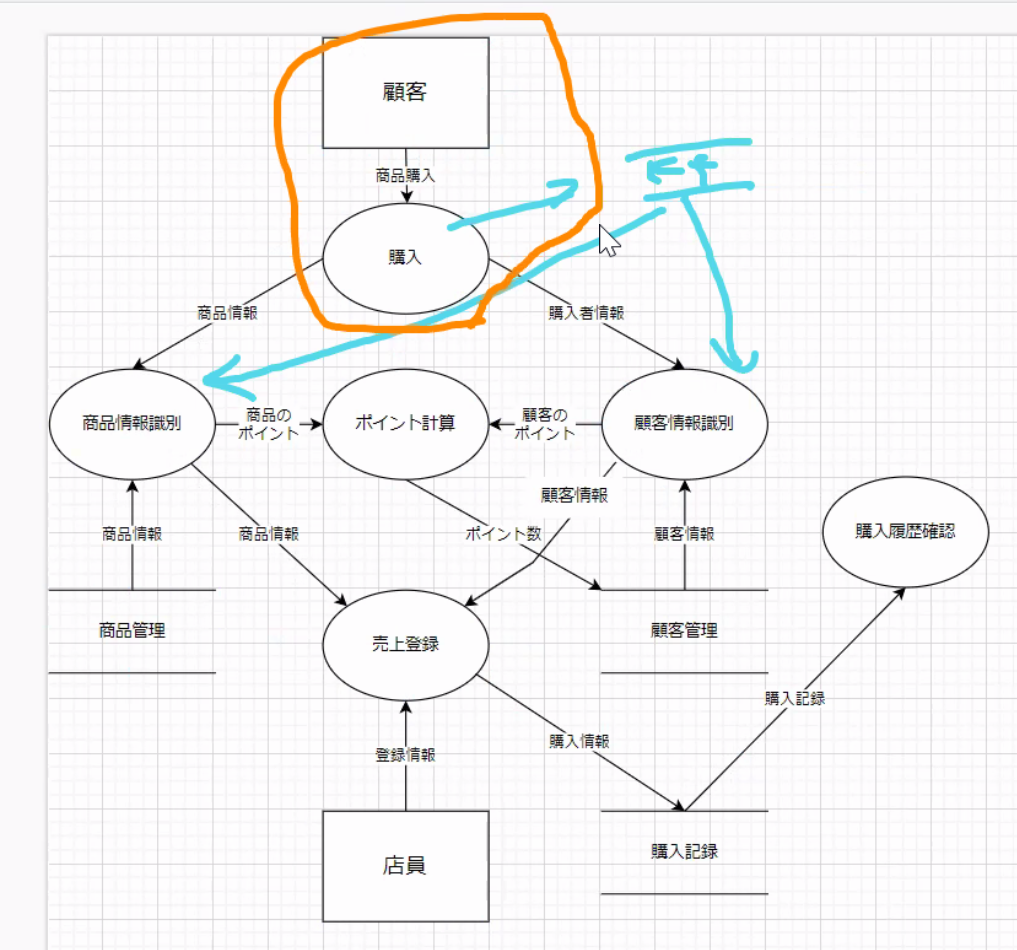 顧客
商品購入
購入
商品情報
購入者情報
商品情報識別
商品の
ポイント
ポイント計算
顧客の
ポイント
顧客情報識別
顧客情報
商品情報
商品情報
ポイント数
顧客情報
購入履歴確認
商品管理
売上登録
顧客管理
購入記録
登録情報
購入情報
店員
購入記録